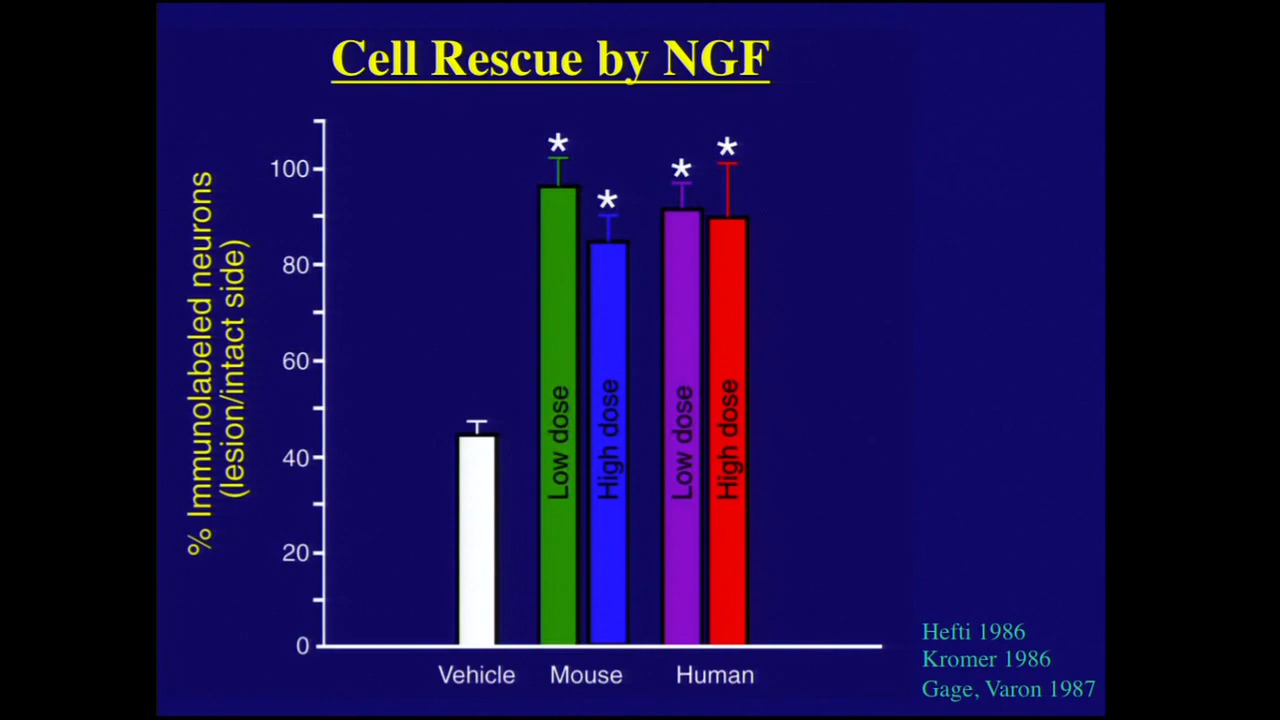 Cell Rescue by NGF
% Immunolabeled neurons
(lesion/intact side)
100
80
60
40
20
0
*
*
*
*
Low dose
High dose
Low dose
High dose
Vehicle
Mouse
Human
Hefti 1986
Kromer 1986
Gage, Varon 1987